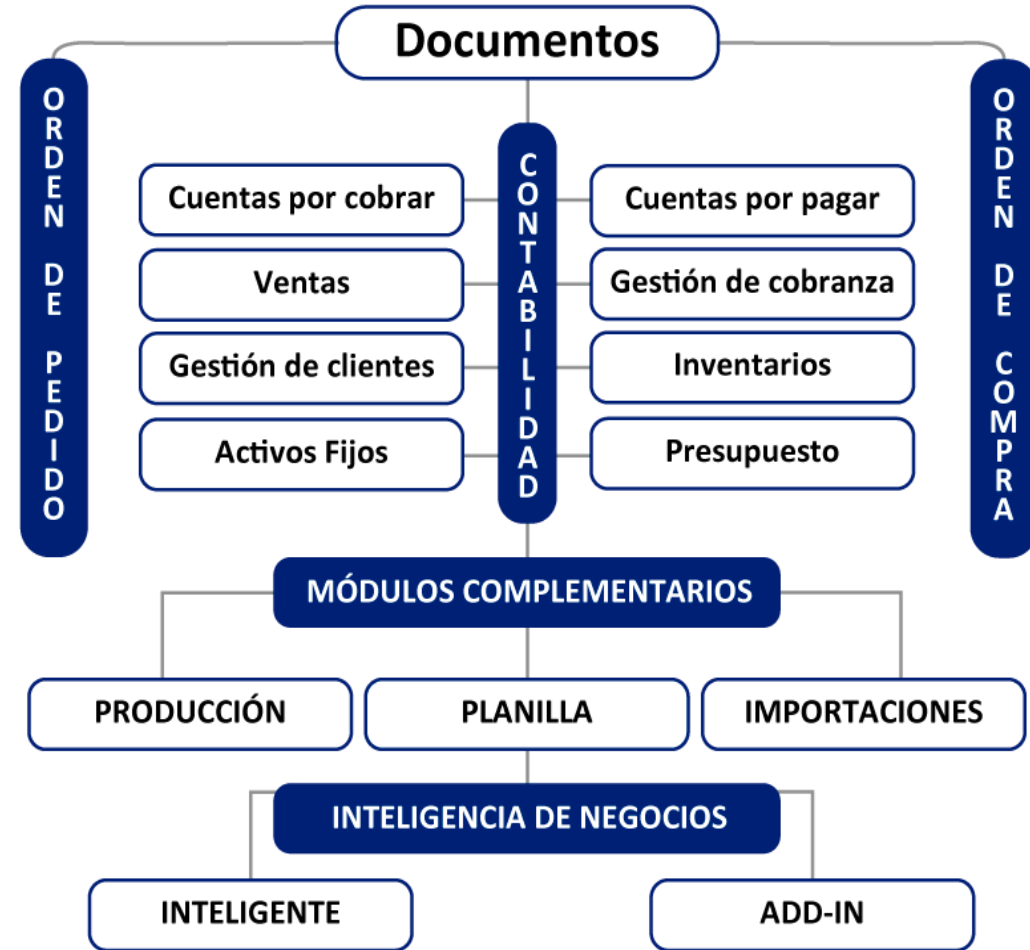 Documentos
ORDEN DE PEDIDO
CONTABILIDAD
ORDEN DE COMPRA
Cuentas por cobrar
Cuentas por pagar
Ventas
Gestión de cobranza
Gestión de clientes
Inventarios
Activos Fijos
Presupuesto
MÓDULOS COMPLEMENTARIOS
PRODUCCIÓN
PLANILLA
IMPORTACIONES
INTELIGENCIA DE NEGOCIOS
INTELIGENTE
ADD-IN